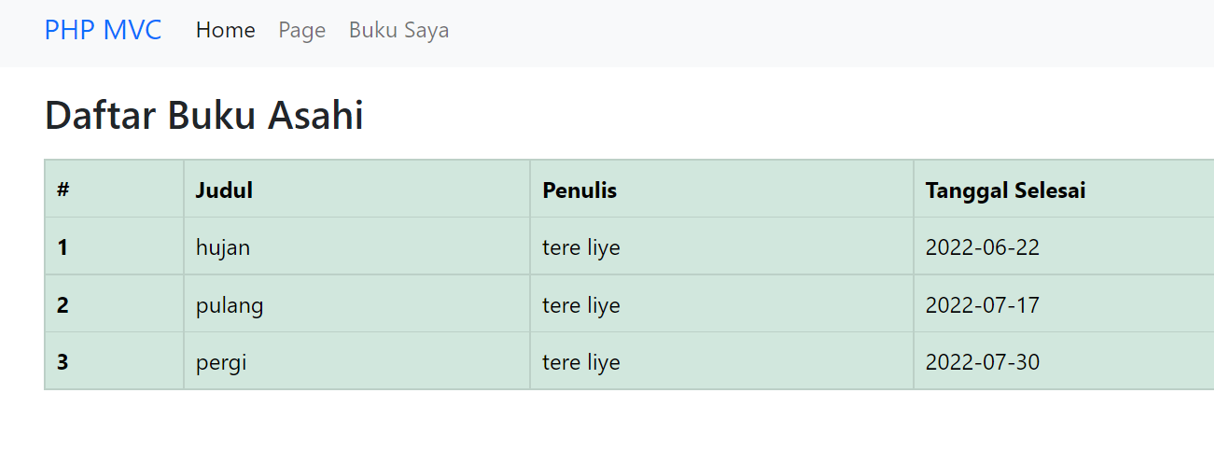 PHP MVC Home Page Buku Saya
Daftar Buku Asahi
# Judul Penulis Tanggal Selesai
1 hujan tere liye 2022-06-22
2 pulang tere liye 2022-07-17
3 pergi tere liye 2022-07-30